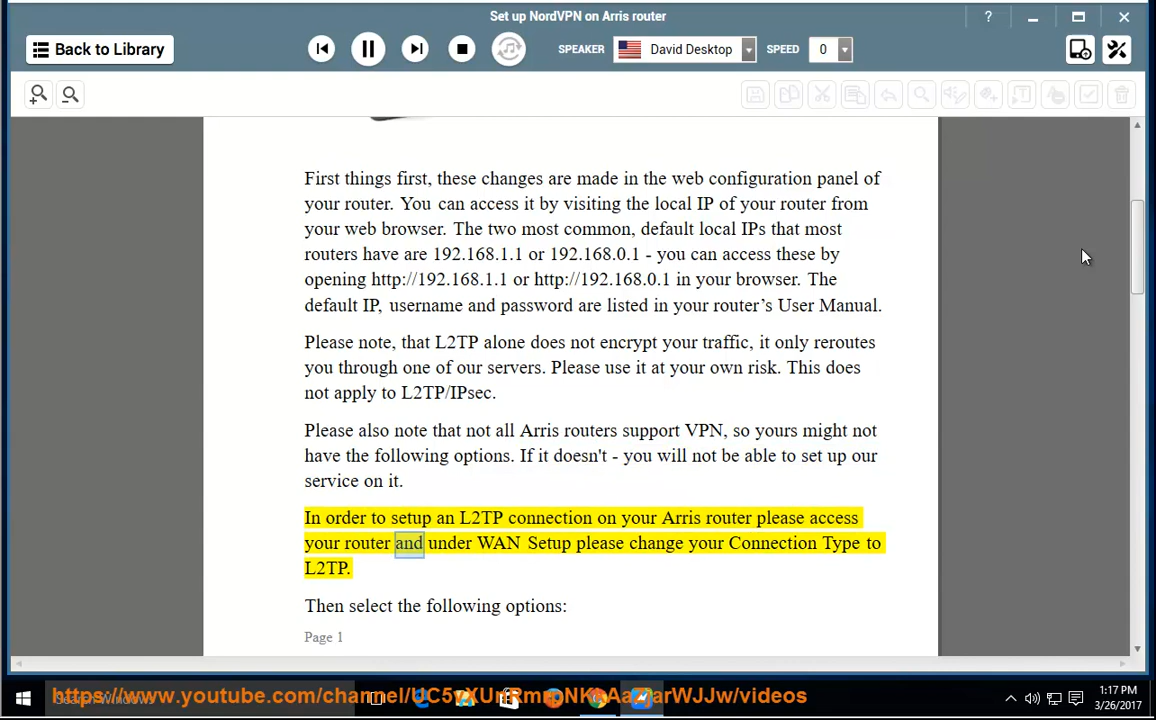 Set up NordVPN on Arris router
Back to Library
SPEAKER
David Desktop
SPEED
0
First things first, these changes are made in the web configuration panel of
your router. You can access it by visiting the local IP of your router from
your web browser. The two most common, default local IPs that most
routers have are 192.168.1.1 or 192.168.0.1 - you can access these by
opening http://192.168.1.1 or http://192.168.0.1 in your browser. The
default IP, username and password are listed in your router’s User Manual.
Please note, that L2TP alone does not encrypt your traffic, it only reroutes
you through one of our servers. Please use it at your own risk. This does
not apply to L2TP/IPsec.
Please also note that not all Arris routers support VPN, so yours might not
have the following options. If it doesn't - you will not be able to set up our
service on it.
In order to setup an L2TP connection on your Arris router please access
your router and under WAN Setup please change your Connection Type to
L2TP.
Then select the following options:
Page 1
Search Windows
1:17 PM
3/26/2017